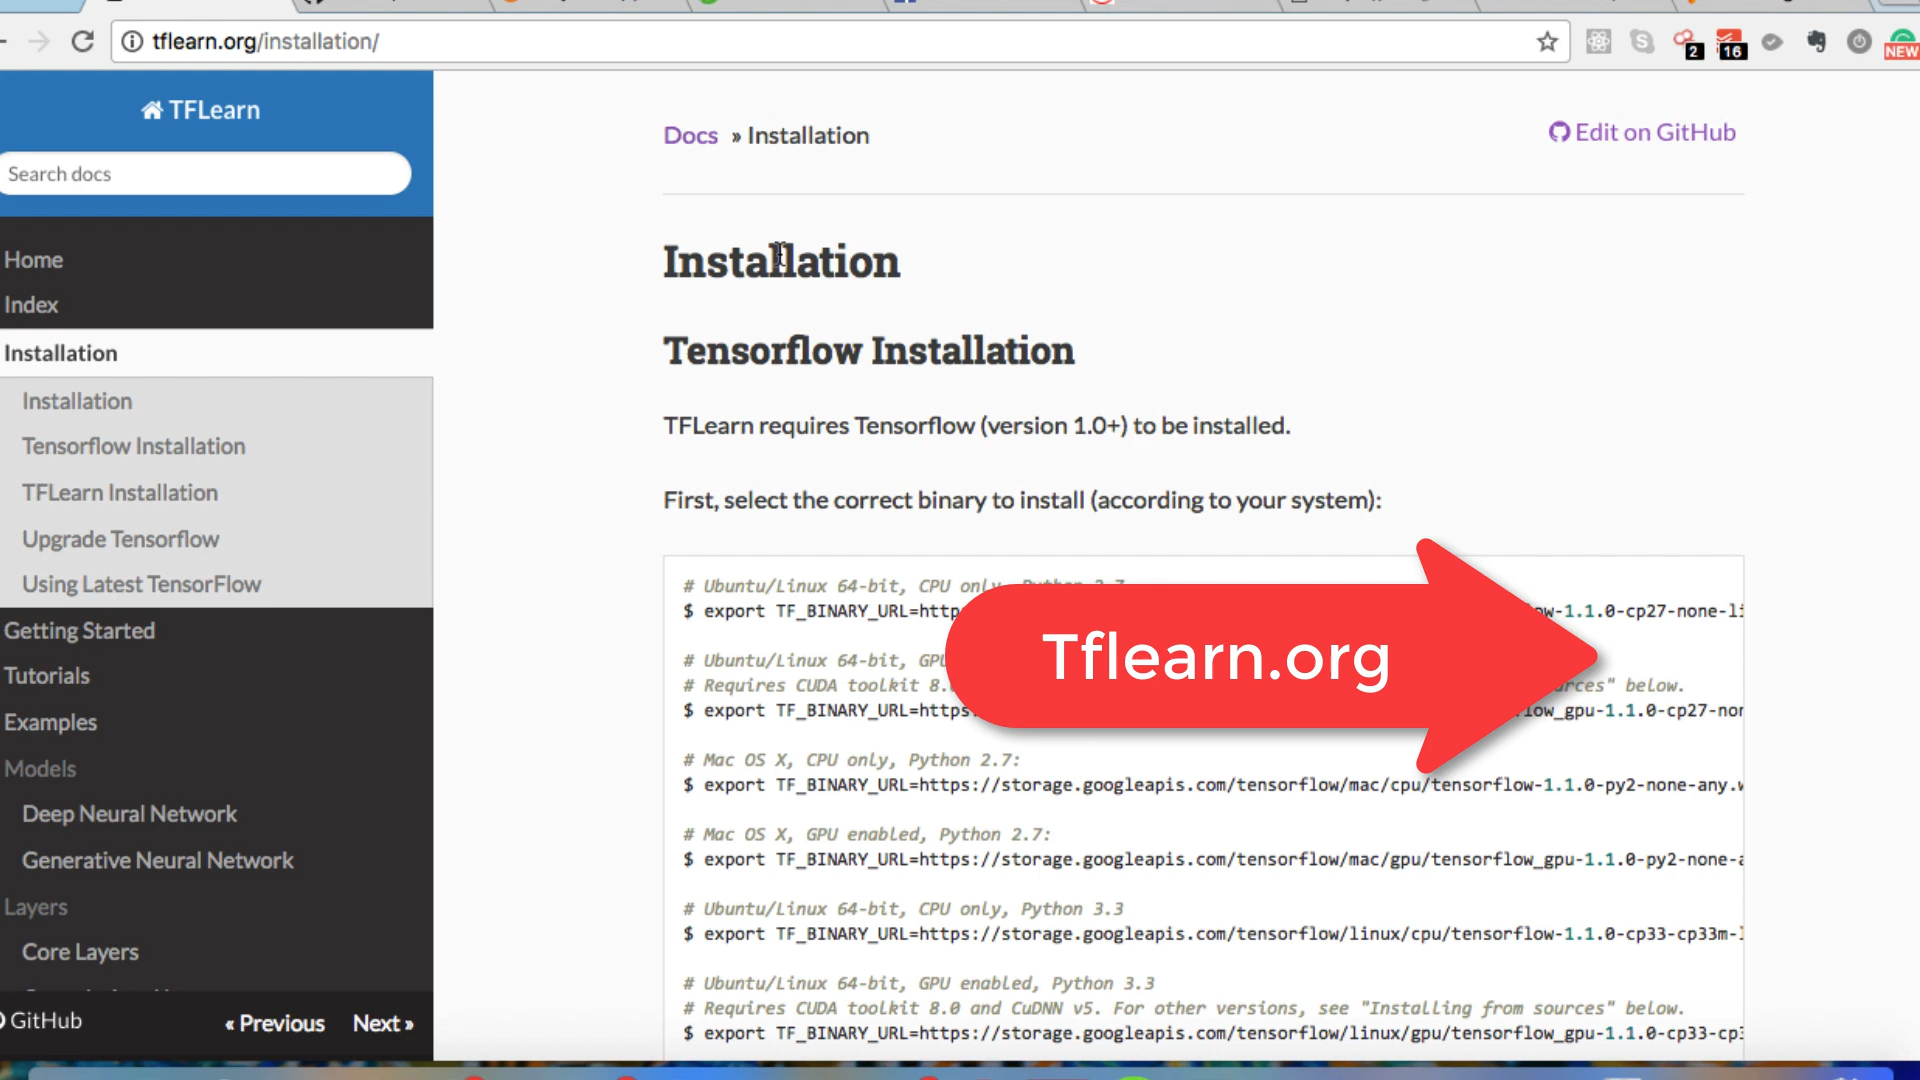 tflearn.org/installation/
2
16
NEW
TFLearn
Search docs
Home
Index
Installation
Installation
Tensorflow Installation
TFLearn Installation
Upgrade Tensorflow
Using Latest TensorFlow
Getting Started
Tutorials
Examples
Models
Deep Neural Network
Generative Neural Network
Layers
Core Layers
GitHub
« Previous
Next »
Docs » Installation
Edit on GitHub
Installation
Tensorflow Installation
TFLearn requires Tensorflow (version 1.0+) to be installed.
First, select the correct binary to install (according to your system):
# Ubuntu/Linux 64-bit, CPU only, Python 2.7
$ export TF_BINARY_URL=http ow-1.1.0-cp27-none-li
# Ubuntu/Linux 64-bit, GPU
# Requires CUDA toolkit 8. rces" below.
$ export TF_BINARY_URL=https: low_gpu-1.1.0-cp27-non
Tflearn.org
# Mac OS X, CPU only, Python 2.7:
$ export TF_BINARY_URL=https://storage.googleapis.com/tensorflow/mac/cpu/tensorflow-1.1.0-py2-none-any.w
# Mac OS X, GPU enabled, Python 2.7:
$ export TF_BINARY_URL=https://storage.googleapis.com/tensorflow/mac/gpu/tensorflow_gpu-1.1.0-py2-none-a
# Ubuntu/Linux 64-bit, CPU only, Python 3.3
$ export TF_BINARY_URL=https://storage.googleapis.com/tensorflow/linux/cpu/tensorflow-1.1.0-cp33-cp33m-l
# Ubuntu/Linux 64-bit, GPU enabled, Python 3.3
# Requires CUDA toolkit 8.0 and CuDNN v5. For other versions, see "Installing from sources" below.
$ export TF_BINARY_URL=https://storage.googleapis.com/tensorflow/linux/gpu/tensorflow_gpu-1.1.0-cp33-cp3